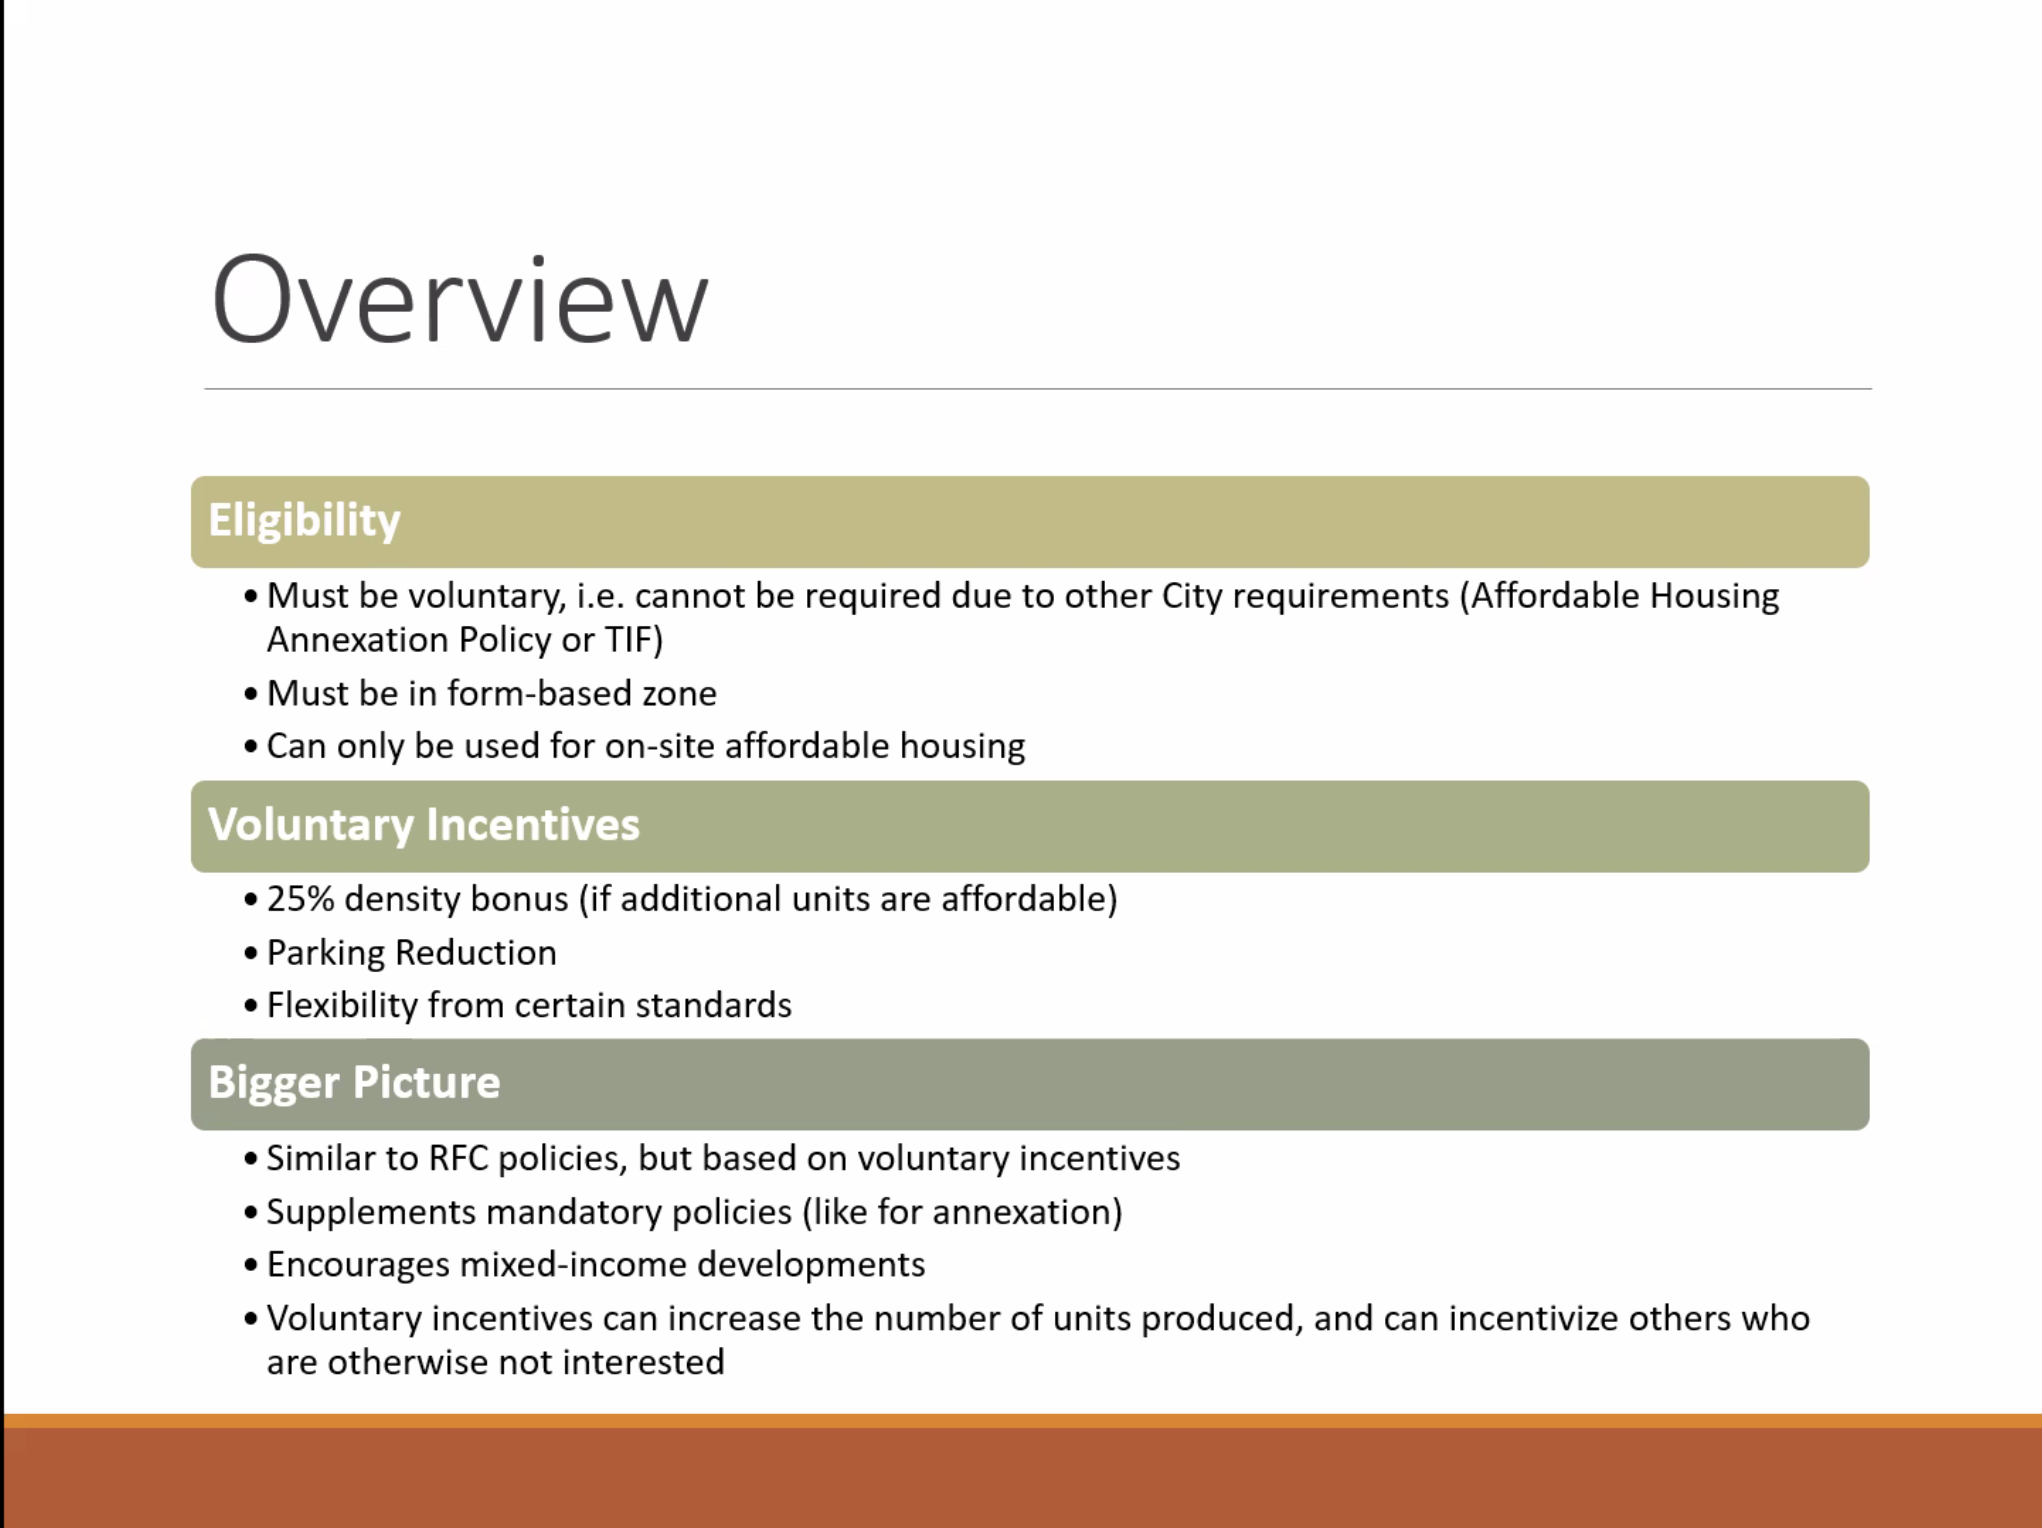 Overview
Eligibility
• Must be voluntary, i.e. cannot be required due to other City requirements (Affordable Housing
Annexation Policy or TIF)
• Must be in form-based zone
• Can only be used for on-site affordable housing
Voluntary Incentives
• 25% density bonus (if additional units are affordable)
• Parking Reduction
• Flexibility from certain standards
Bigger Picture
• Similar to RFC policies, but based on voluntary incentives
• Supplements mandatory policies (like for annexation)
• Encourages mixed-income developments
• Voluntary incentives can increase the number of units produced, and can incentivize others who
are otherwise not interested